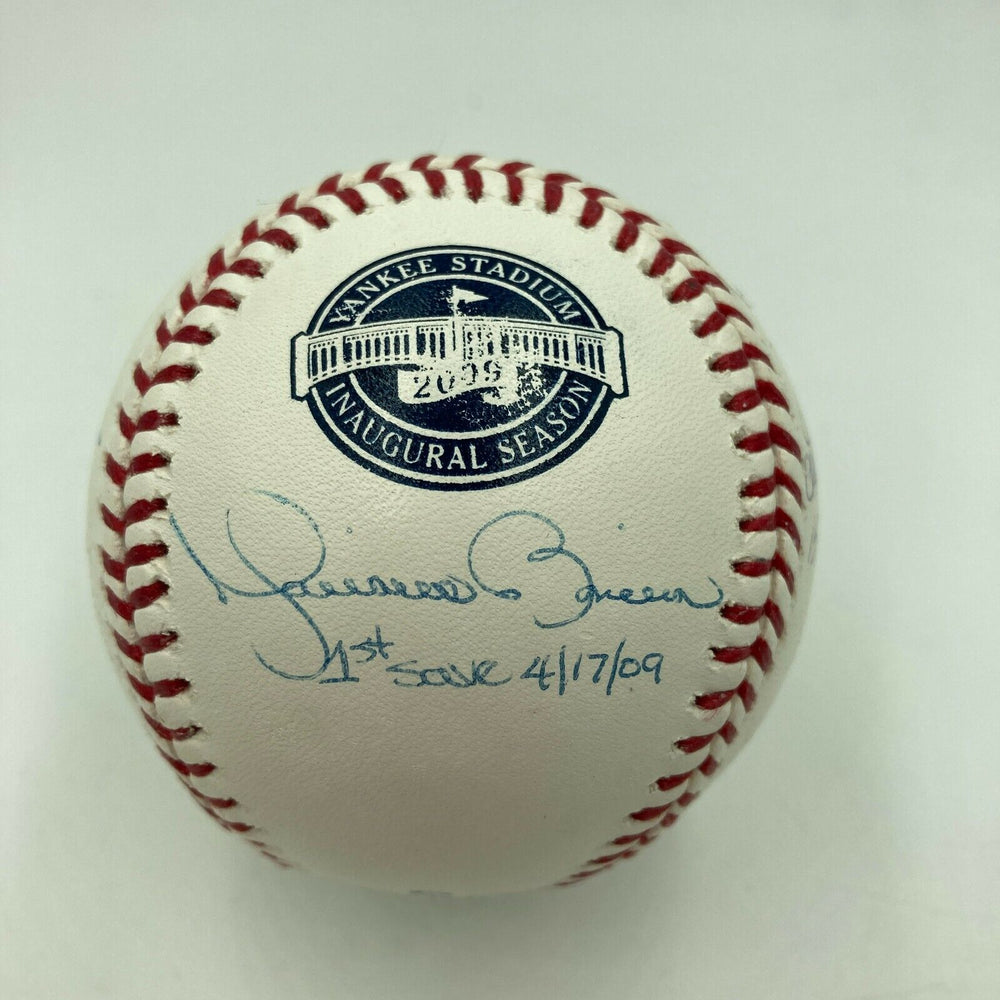 YANKEE STADIUM
2009
INAUGURAL SEASON
Mariano Rivera
1st save 4/17/09